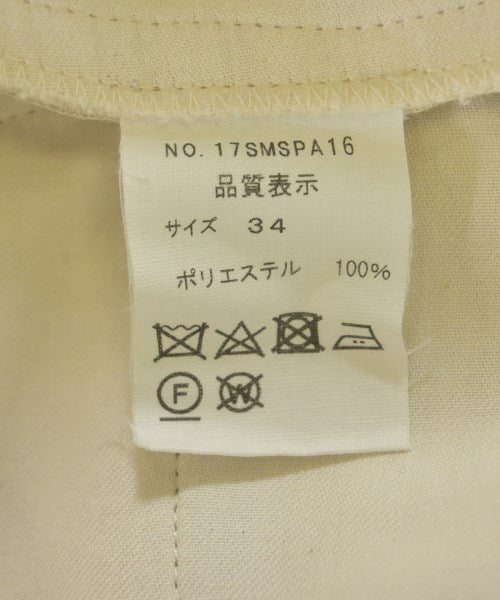 NO. 17SMSPA16
品質表示
サイズ 34
ポリエステル 100%
F W